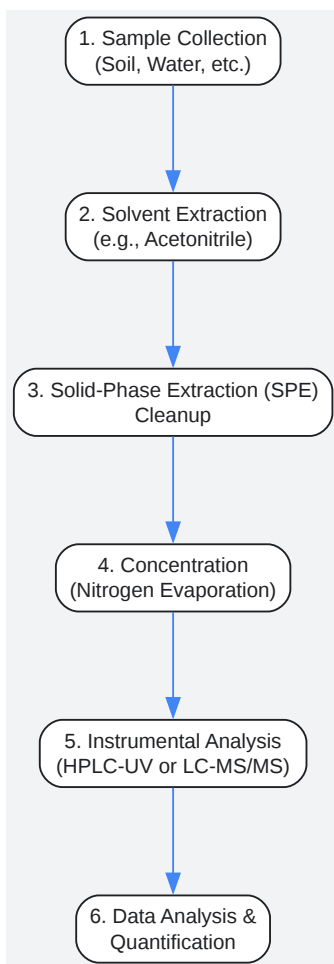 1. Sample Collection
(Soil, Water, etc.)
2. Solvent Extraction
(e.g., Acetonitrile)
3. Solid-Phase Extraction (SPE)
Cleanup
4. Concentration
(Nitrogen Evaporation)
5. Instrumental Analysis
(HPLC-UV or LC-MS/MS)
6. Data Analysis &
Quantification